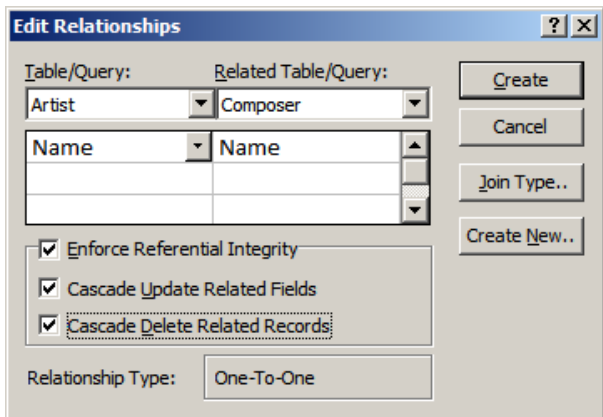 Edit Relationships
Table/Query: Related Table/Query:
Artist Composer
Name Name
Enforce Referential Integrity
Cascade Update Related Fields
Cascade Delete Related Records
Relationship Type: One-To-One
Create
Cancel
Join Type..
Create New..